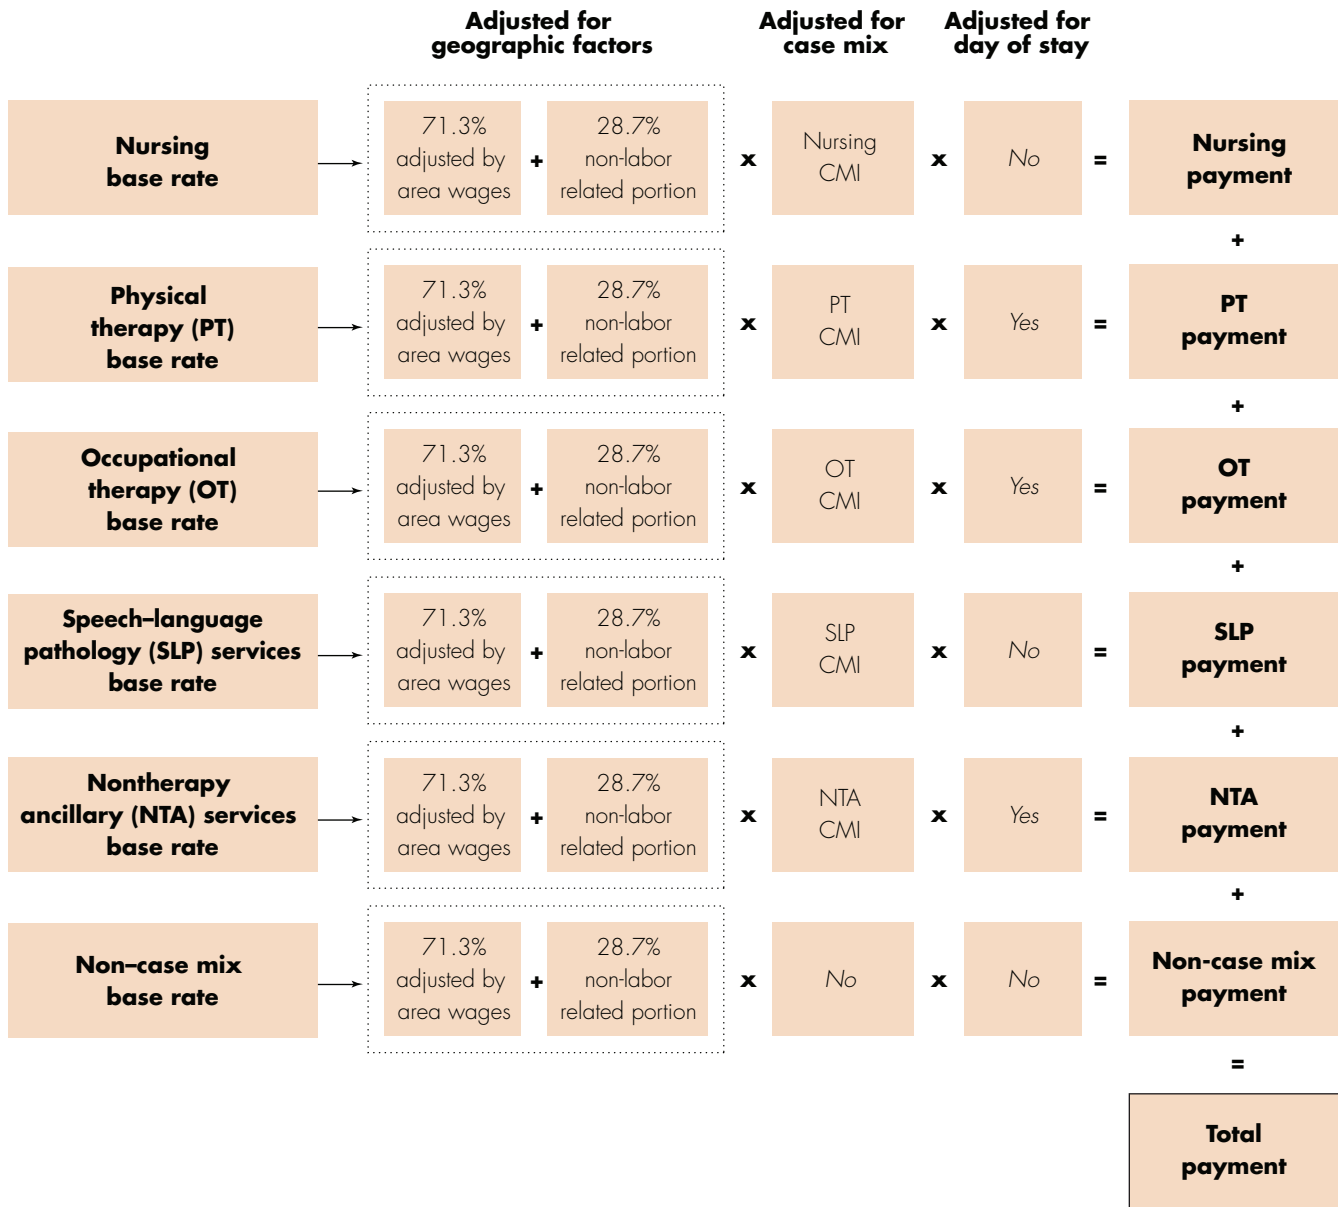 Adjusted for
geographic factors
Adjusted for
case mix
Adjusted for
day of stay
Nursing
base rate
71.3%
adjusted by
area wages
+
28.7%
non-labor
related portion
x
Nursing
CMI
x
No
=
Nursing
payment
+
Physical
therapy (PT)
base rate
71.3%
adjusted by
area wages
+
28.7%
non-labor
related portion
x
PT
CMI
x
Yes
=
PT
payment
+
Occupational
therapy (OT)
base rate
71.3%
adjusted by
area wages
+
28.7%
non-labor
related portion
x
OT
CMI
x
Yes
=
OT
payment
+
Speech–language
pathology (SLP) services
base rate
71.3%
adjusted by
area wages
+
28.7%
non-labor
related portion
x
SLP
CMI
x
No
=
SLP
payment
+
Nontherapy
ancillary (NTA) services
base rate
71.3%
adjusted by
area wages
+
28.7%
non-labor
related portion
x
NTA
CMI
x
Yes
=
NTA
payment
+
Non–case mix
base rate
71.3%
adjusted by
area wages
+
28.7%
non-labor
related portion
x
No
x
No
=
Non-case mix
payment
=
Total
payment